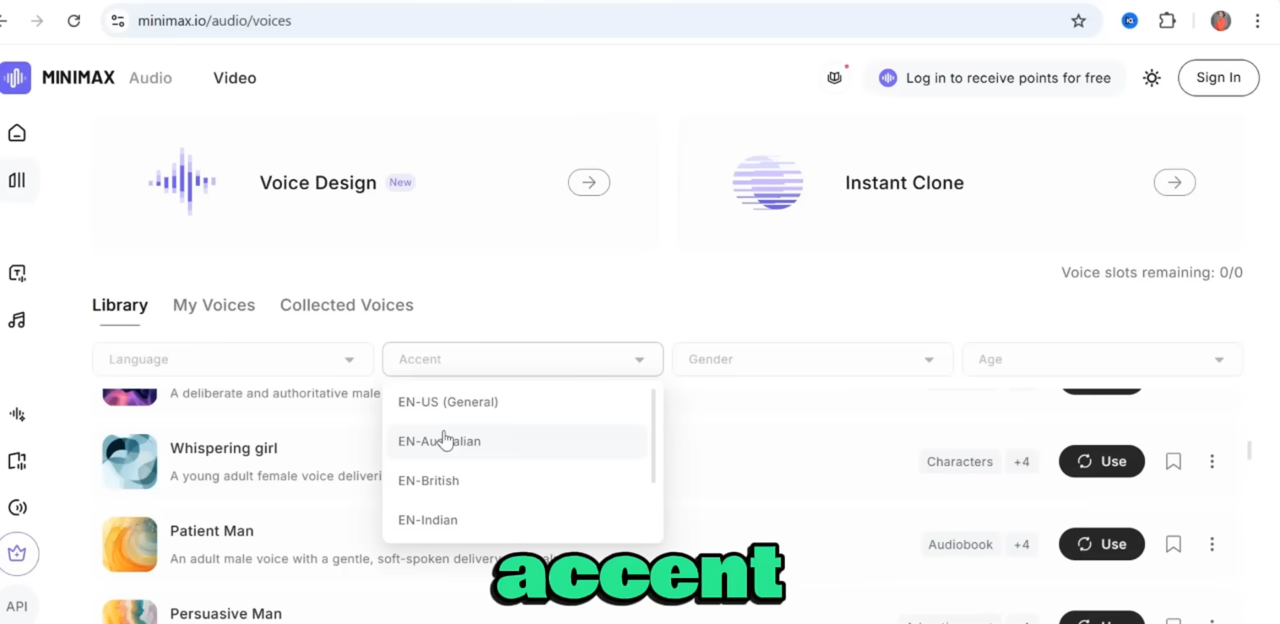 minimax.io/audio/voices
MINIMAX Audio Video
Log in to receive points for free
Sign In
Voice Design New
Instant Clone
Voice slots remaining: 0/0
Library My Voices Collected Voices
Language Accent Gender Age
A deliberate and authoritative male
EN-US (General)
EN-Australian
Whispering girl
A young adult female voice deliveri
Characters +4 Use
EN-British
EN-Indian
Patient Man
An adult male voice with a gentle, soft-spoken delivery
Audiobook +4 Use
accent
API
Persuasive Man